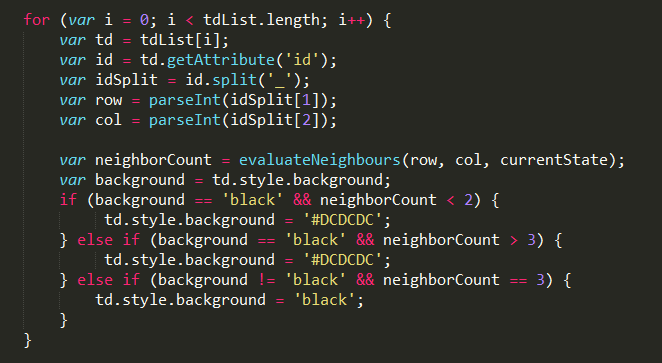 for (var i = 0; i < tdList.length; i++) {
    var td = tdList[i];
    var id = td.getAttribute('id');
    var idSplit = id.split('_');
    var row = parseInt(idSplit[1]);
    var col = parseInt(idSplit[2]);

    var neighborCount = evaluateNeighbours(row, col, currentState);
    var background = td.style.background;
    if (background == 'black' && neighborCount < 2) {
         td.style.background = '#DCDCDC';
    } else if (background == 'black' && neighborCount > 3) {
         td.style.background = '#DCDCDC';
    } else if (background != 'black' && neighborCount == 3) {
        td.style.background = 'black';
    }
}